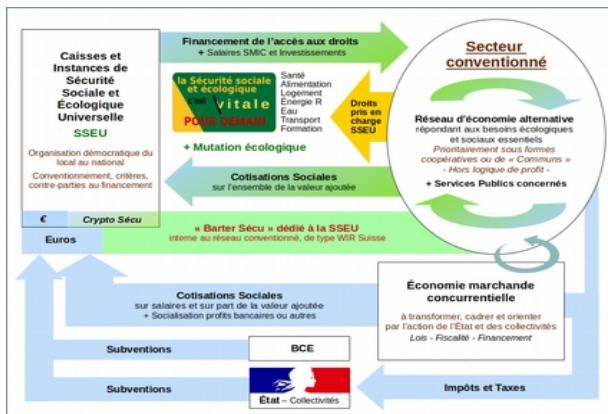 Caisses et
Instances de
Sécurité
Sociale et
Écologique
Universelle
SSEU
Organisation démocratique du
local au national
Conventionnement, critères,
contre-parties au financement
€
Crypto Sécu
Euros
Financement de l'accès aux droits
+ Salaires SMIC et Investissements
la Sécurité sociale
et écologique
c'est vitale
POUR DEMAIN
Santé
Alimentation
Logement
Énergie R
Eau
Transport
Formation
+ Mutation écologique
Droits
pris en
charge
SSEU
Cotisations Sociales
sur l'ensemble de la valeur ajoutée
« Barter Sécu » dédié à la SSEU
interne au réseau conventionné, de type WIR Suisse
Secteur
conventionné
Réseau d'économie alternative
répondant aux besoins écologiques
et sociaux essentiels
Prioritairement sous formes
coopératives ou de « Communs »
- Hors logique de profit -
+ Services Publics concernés
Économie marchande
concurrentielle
à transformer, cadrer et orienter
par l'action de l'État et des collectivités
Lois - Fiscalité - Financement
Cotisations Sociales
sur salaires et sur part de la valeur ajoutée
+ Socialisation profits bancaires ou autres
Subventions
BCE
Subventions
État – Collectivités
Impôts et Taxes